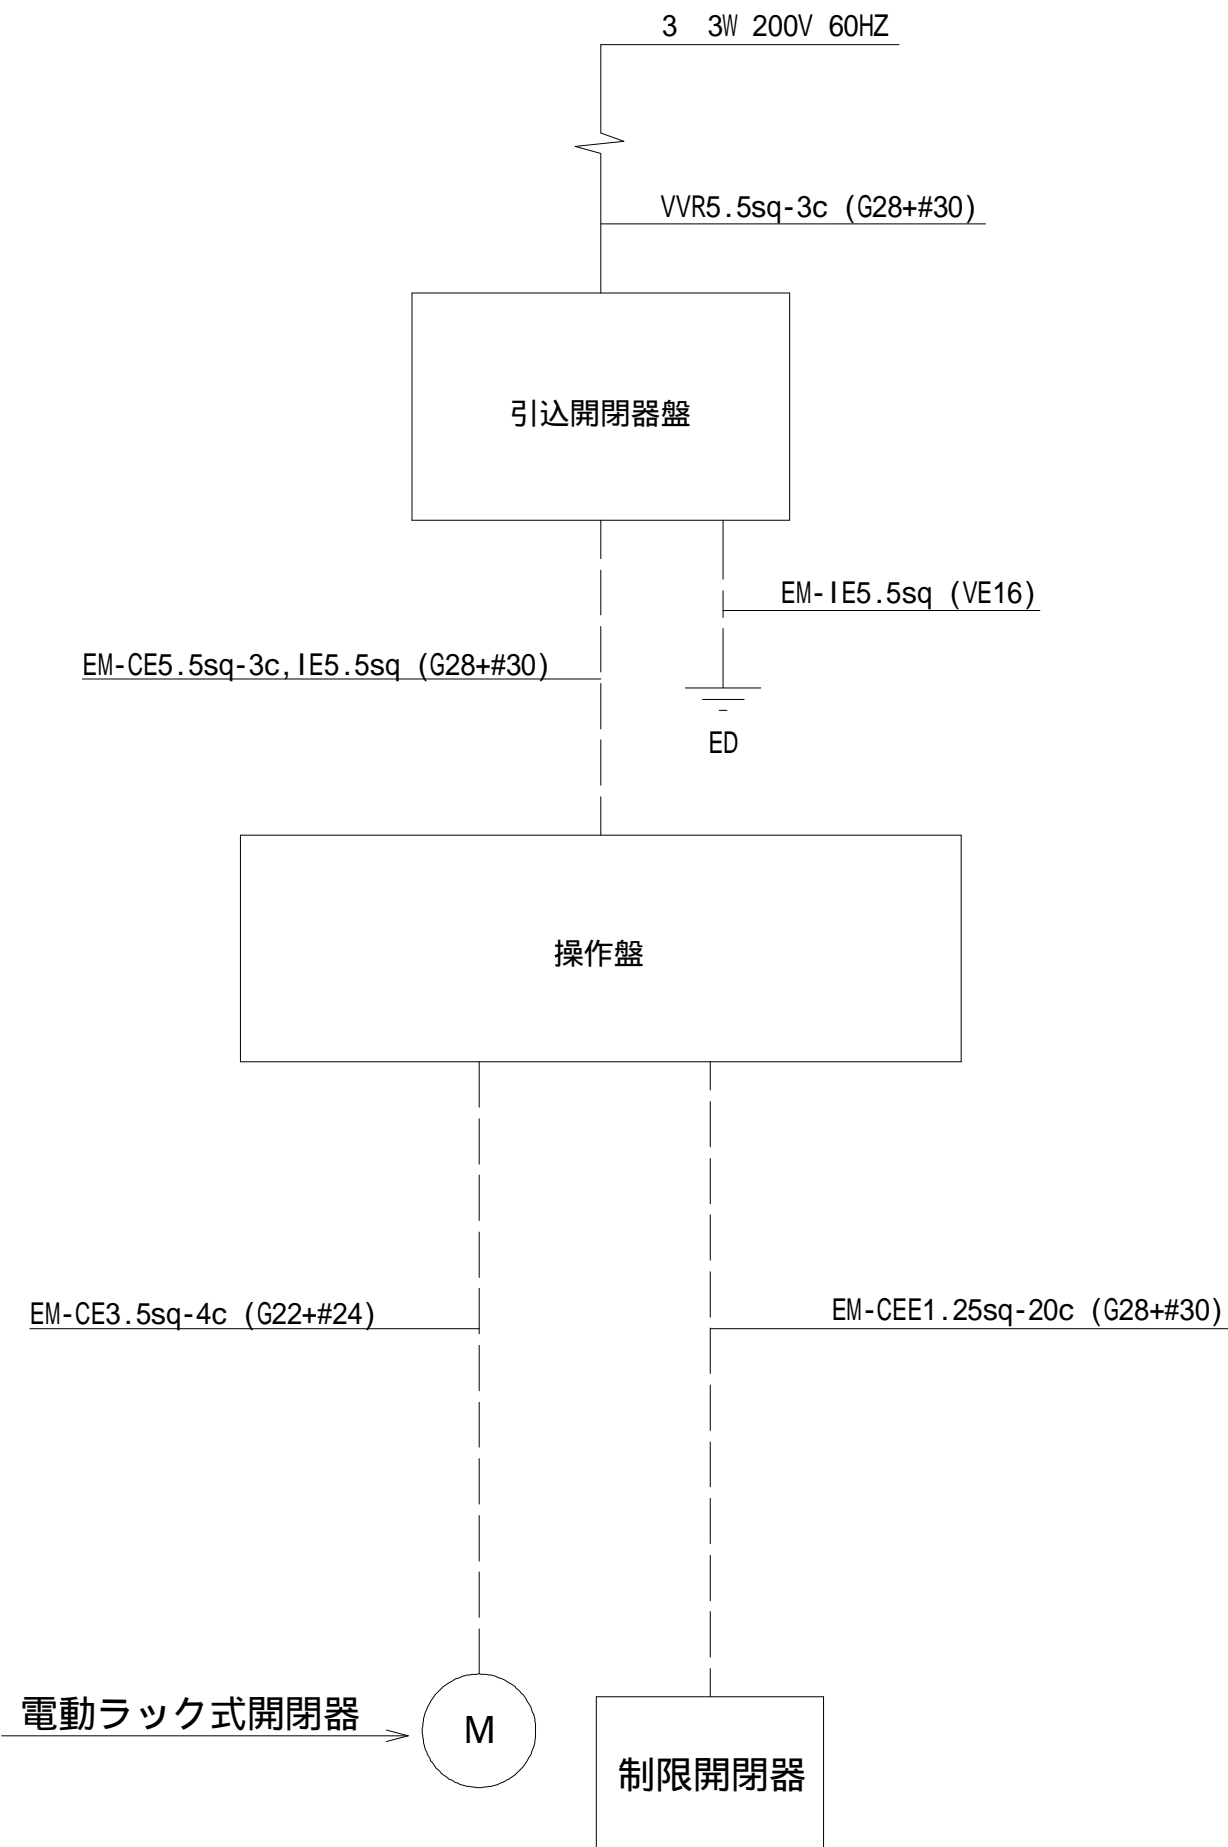 3 3W 200V 60HZ
VVR5.5sq-3c (G28+#30)
引込開閉器盤
EM-IE5.5sq (VE16)
EM-CE5.5sq-3c,IE5.5sq (G28+#30)
ED
操作盤
EM-CE3.5sq-4c (G22+#24)
EM-CEE1.25sq-20c (G28+#30)
電動ラック式開閉器
M
制限開閉器